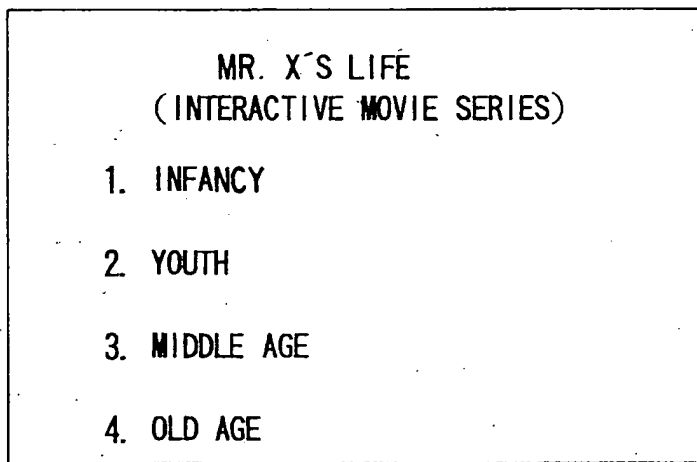 MR. X´S LIFE
(INTERACTIVE MOVIE SERIES)
1. INFANCY
2. YOUTH
3. MIDDLE AGE
4. OLD AGE